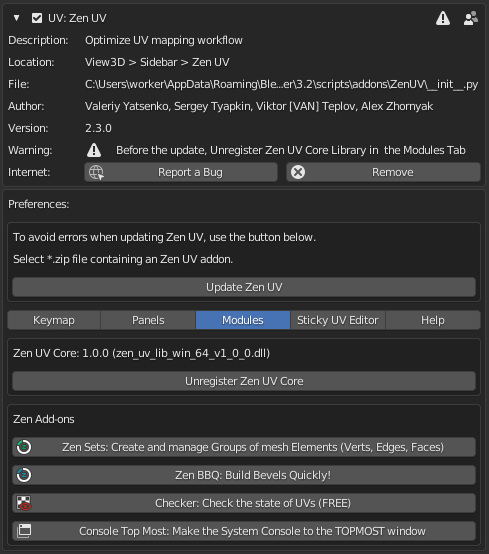 UV: Zen UV
Description: Optimize UV mapping workflow
Location: View3D > Sidebar > Zen UV
File: C:\Users\worker\AppData\Roaming\Ble...er\3.2\scripts\addons\ZenUV\__init__.py
Author: Valeriy Yatsenko, Sergey Tyapkin, Viktor [VAN] Teplov, Alex Zhornyak
Version: 2.3.0
Warning: Before the update, Unregister Zen UV Core Library in the Modules Tab
Internet: Report a Bug Remove
Preferences:
To avoid errors when updating Zen UV, use the button below.
Select *.zip file containing an Zen UV addon.
Update Zen UV
Keymap Panels Modules Sticky UV Editor Help
Zen UV Core: 1.0.0 (zen_uv_lib_win_64_v1_0_0.dll)
Unregister Zen UV Core
Zen Add-ons
Zen Sets: Create and manage Groups of mesh Elements (Verts, Edges, Faces)
Zen BBQ: Build Bevels Quickly!
Checker: Check the state of UVs (FREE)
Console Top Most: Make the System Console to the TOPMOST window